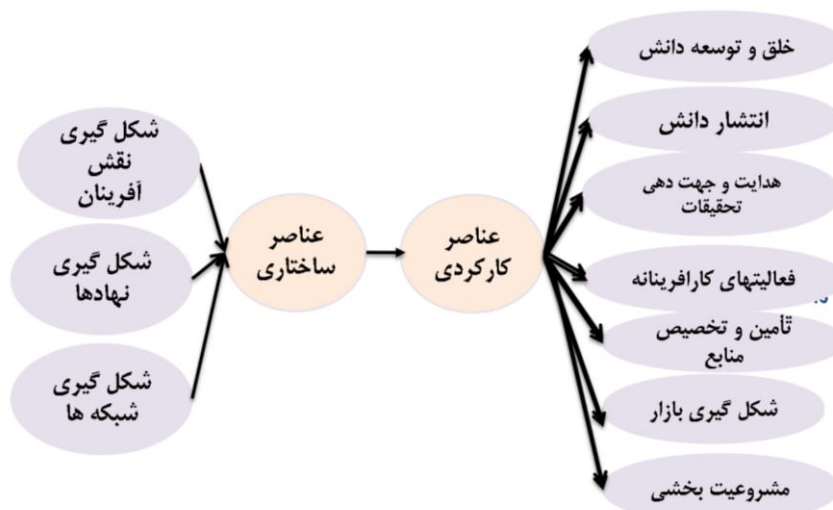 شکل گیری
نقش
آفرینان
شکل گیری
نهادها
شکل گیری
شبکه ها
عناصر
ساختاری
عناصر
کارکردی
خلق و توسعه دانش
انتشار دانش
هدایت و جهت دهی
تحقیقات
فعالیتهای کارافرینانه
تأمین و تخصیص
منابع
شکل گیری بازار
مشروعیت بخشی